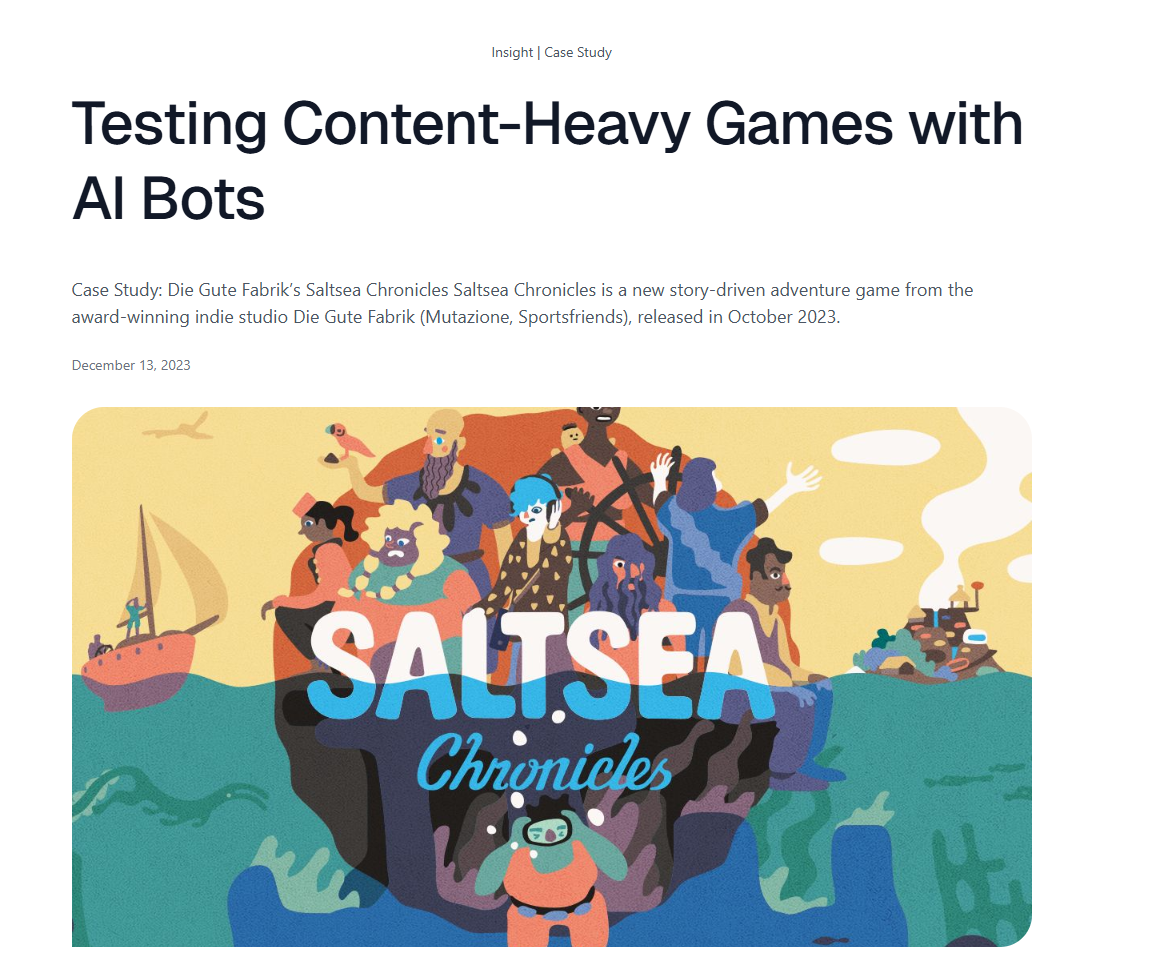 Insight | Case Study
Testing Content-Heavy Games with
AI Bots
Case Study: Die Gute Fabrik’s Saltsea Chronicles Saltsea Chronicles is a new story-driven adventure game from the
award-winning indie studio Die Gute Fabrik (Mutazione, Sportsfriends), released in October 2023.
December 13, 2023
SALTSEA
Chronicles